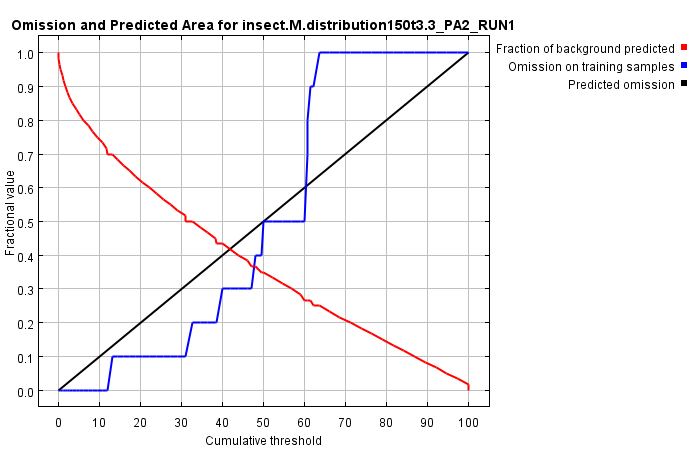 Omission and Predicted Area for insect.M.distribution150t3.3_PA2_RUN1
Fraction of background predicted
Omission on training samples
Predicted omission
Fractional value
1.0
0.9
0.8
0.7
0.6
0.5
0.4
0.3
0.2
0.1
0.0
0 10 20 30 40 50 60 70 80 90 100
Cumulative threshold